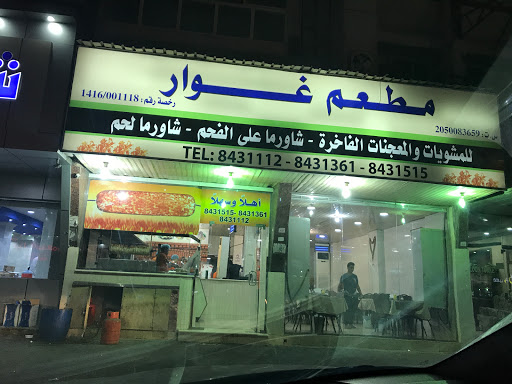 مطعم غوار
رخصة رقم: 1416/001118
س.ت: 2050083659
للمشويات والمعجنات الفاخرة - شاورما على الفحم - شاورما لحم
TEL: 8431112 - 8431361 - 8431515
اهلا وسهلا
8431515- 8431361
8431112